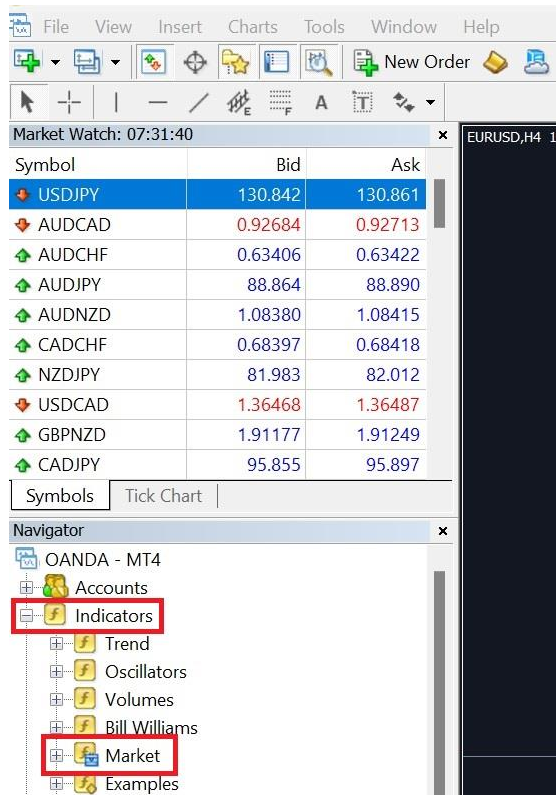 File View Insert Charts Tools Window Help
New Order
E F A T
Market Watch: 07:31:40
Symbol Bid Ask
USDJPY 130.842 130.861
AUDCAD 0.92684 0.92713
AUDCHF 0.63406 0.63422
AUDJPY 88.864 88.890
AUDNZD 1.08380 1.08415
CADCHF 0.68397 0.68418
NZDJPY 81.983 82.012
USDCAD 1.36468 1.36487
GBPNZD 1.91177 1.91249
CADJPY 95.855 95.897
Symbols Tick Chart
EURUSD,H4 1
Navigator
OANDA - MT4
Accounts
Indicators
Trend
Oscillators
Volumes
Bill Williams
Market
Examples